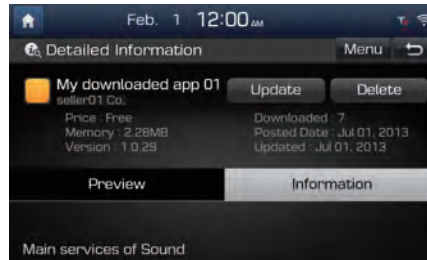 Feb. 1 12:00 AM
Detailed Information
Menu
My downloaded app 01
Update
Delete
seller01 Co.
Price : Free
Downloaded : 7
Memory : 2.28MB
Posted Date : Jul 01, 2013
Version : 1.0.29
Updated : Jul 01, 2013
Preview
Information
Main services of Sound